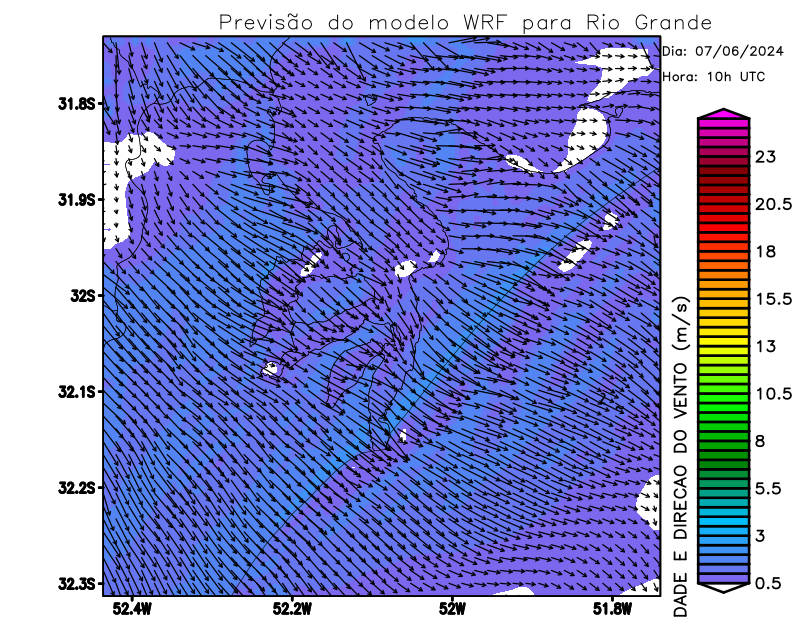 Previsão do modelo WRF para Rio Grande
Dia: 07/06/2024
Hora: 10h UTC
31.8S
31.9S
32S
32.1S
32.2S
32.3S
52.4W
52.2W
52W
51.8W
23
20.5
18
15.5
13
10.5
8
5.5
3
0.5
DADE E DIRECAO DO VENTO (m/s)